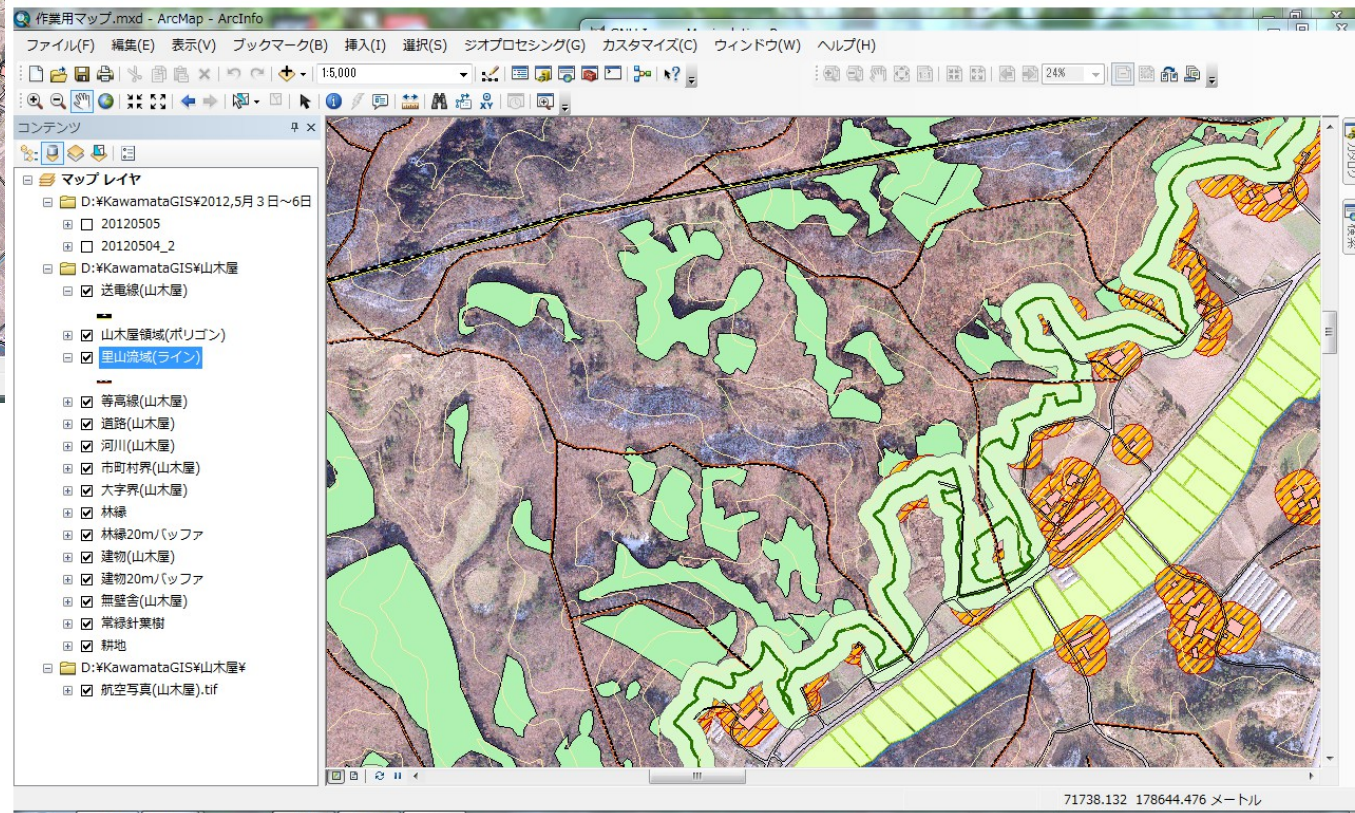 作業用マップ.mxd - ArcMap - ArcInfo
ファイル(F) 編集(E) 表示(V) ブックマーク(B) 挿入(I) 選択(S) ジオプロセシング(G) カスタマイズ(C) ウィンドウ(W) ヘルプ(H)
1:5,000
24%
コンテンツ
マップ レイヤ
D:¥KawamataGIS¥2012,5月３日～6日
20120505
20120504_2
D:¥KawamataGIS¥山木屋
送電線(山木屋)
山木屋領域(ポリゴン)
里山流域(ライン)
等高線(山木屋)
道路(山木屋)
河川(山木屋)
市町村界(山木屋)
大字界(山木屋)
林縁
林縁20mバッファ
建物(山木屋)
建物20mバッファ
無壁舎(山木屋)
常緑針葉樹
耕地
D:¥KawamataGIS¥山木屋¥
航空写真(山木屋).tif
カタログ
検索
71738.132 178644.476 メートル